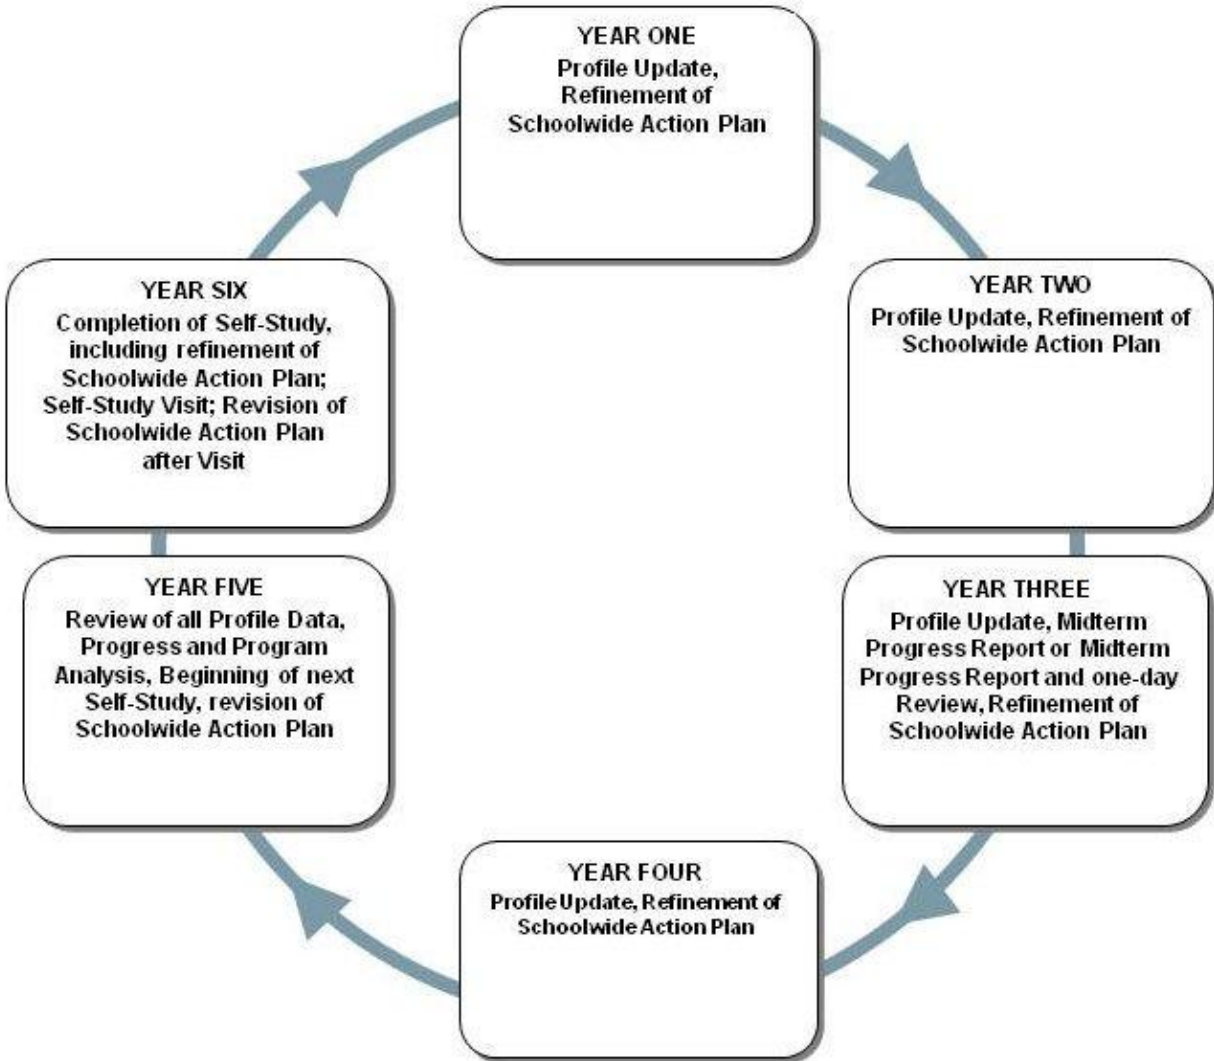 YEAR ONE
Profile Update,
Refinement of
Schoolwide Action Plan
YEAR TWO
Profile Update, Refinement of
Schoolwide Action Plan
YEAR THREE
Profile Update, Midterm
Progress Report or Midterm
Progress Report and one-day
Review, Refinement of
Schoolwide Action Plan
YEAR FOUR
Profile Update, Refinement of
Schoolwide Action Plan
YEAR FIVE
Review of all Profile Data,
Progress and Program
Analysis, Beginning of next
Self-Study, revision of
Schoolwide Action Plan
YEAR SIX
Completion of Self-Study,
including refinement of
Schoolwide Action Plan;
Self-Study Visit; Revision of
Schoolwide Action Plan
after Visit